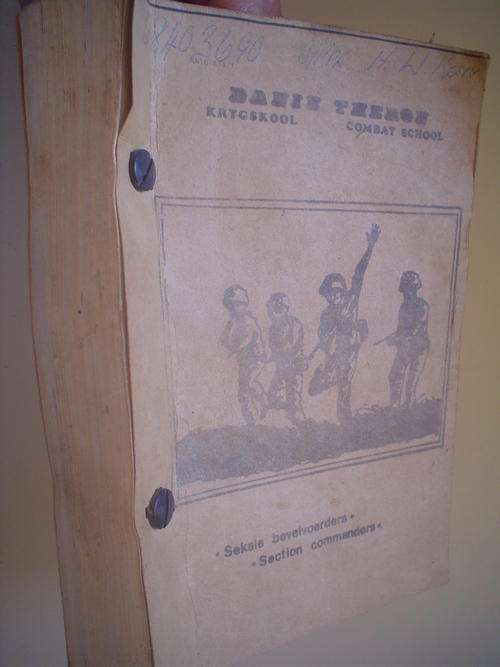 DANIE THERON
KRYGSKOOL COMBAT SCHOOL
• Seksie bevelvoerders •
• Section commanders •